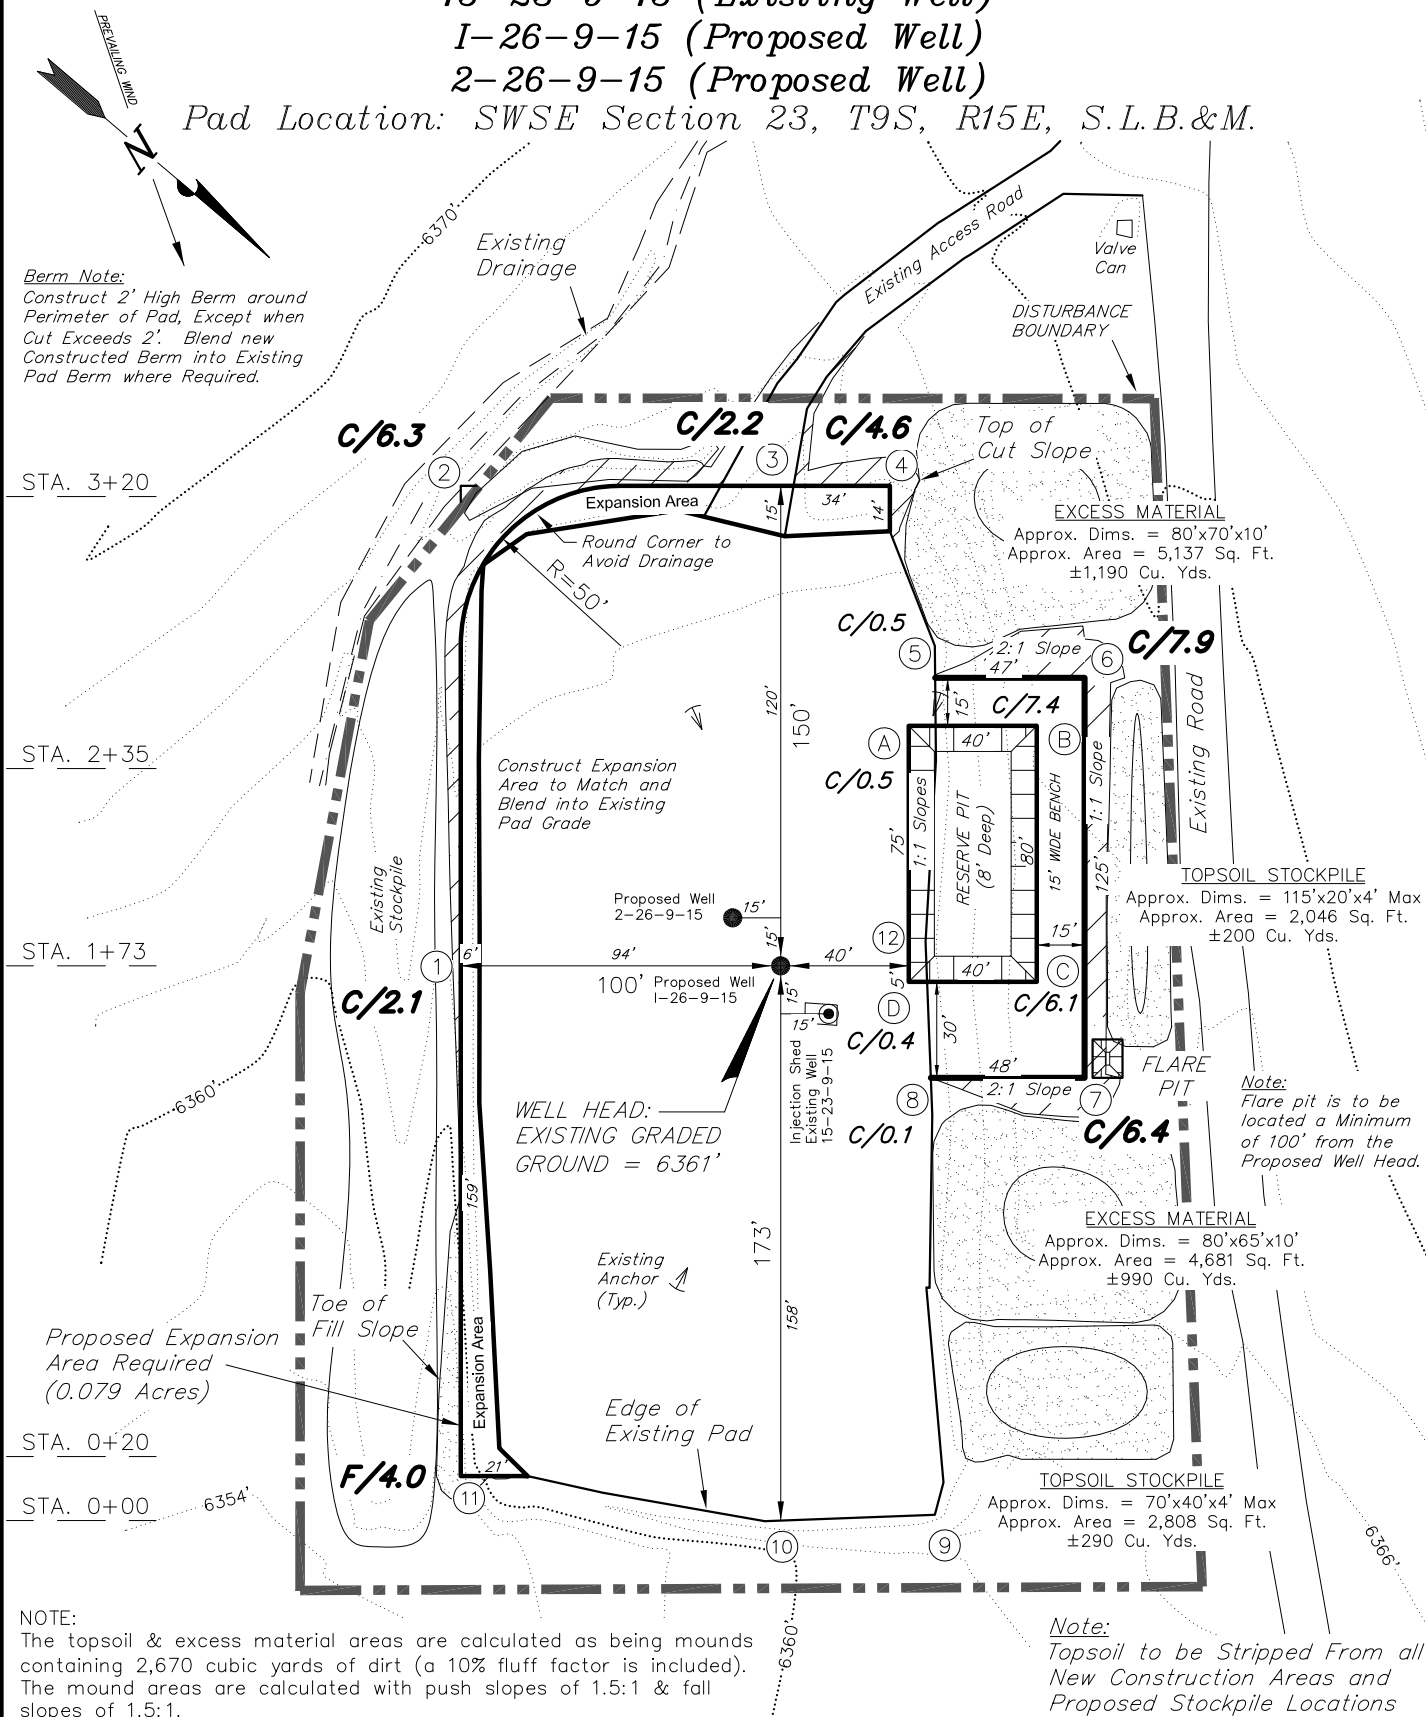 I-26-9-15 (Proposed Well)
2-26-9-15 (Proposed Well)
Pad Location: SWSE Section 23, T9S, R15E, S.L.B.&M.
PREVAILING WIND
N
Berm Note:
Construct 2' High Berm around
Perimeter of Pad, Except when
Cut Exceeds 2'. Blend new
Constructed Berm into Existing
Pad Berm where Required.
6370'
Existing
Drainage
Existing Access Road
Valve
Can
DISTURBANCE
BOUNDARY
C/6.3
2
C/2.2
3
C/4.6
4
Top of
Cut Slope
STA. 3+20
Expansion Area
15'
34'
14'
Round Corner to
Avoid Drainage
R=50'
EXCESS MATERIAL
Approx. Dims. = 80'x70'x10'
Approx. Area = 5,137 Sq. Ft.
±1,190 Cu. Yds.
C/0.5
5
2:1 Slope
47'
6
C/7.9
15'
C/7.4
120'
150'
A
40'
B
C/0.5
STA. 2+35
Construct Expansion
Area to Match and
Blend into Existing
Pad Grade
75'
1:1 Slopes
RESERVE PIT
(8' Deep)
80'
15' WIDE BENCH
1:1 Slope
125'
Existing Road
Existing
Stockpile
TOPSOIL STOCKPILE
Approx. Dims. = 115'x20'x4' Max
Approx. Area = 2,046 Sq. Ft.
±200 Cu. Yds.
Proposed Well
2-26-9-15
15'
15'
12
15'
STA. 1+73
1
6'
94'
40'
100'
Proposed Well
I-26-9-15
15'
5'
40'
C
C/6.1
C/2.1
15'
D
C/0.4
30'
Injection Shed
Existing Well
15-23-9-15
48'
2:1 Slope
8
C/0.1
7
C/6.4
FLARE
PIT
Note:
Flare pit is to be
located a Minimum
of 100' from the
Proposed Well Head.
6360'
WELL HEAD:
EXISTING GRADED
GROUND = 6361'
159'
173'
158'
EXCESS MATERIAL
Approx. Dims. = 80'x65'x10'
Approx. Area = 4,681 Sq. Ft.
±990 Cu. Yds.
Existing
Anchor
(Typ.)
Toe of
Fill Slope
Proposed Expansion
Area Required
(0.079 Acres)
Expansion Area
Edge of
Existing Pad
STA. 0+20
F/4.0
21'
11
STA. 0+00
6354'
TOPSOIL STOCKPILE
Approx. Dims. = 70'x40'x4' Max
Approx. Area = 2,808 Sq. Ft.
±290 Cu. Yds.
10
9
6366'
6360'
NOTE:
The topsoil & excess material areas are calculated as being mounds
containing 2,670 cubic yards of dirt (a 10% fluff factor is included).
The mound areas are calculated with push slopes of 1.5:1 & fall
slopes of 1.5:1.
Note:
Topsoil to be Stripped From all
New Construction Areas and
Proposed Stockpile Locations